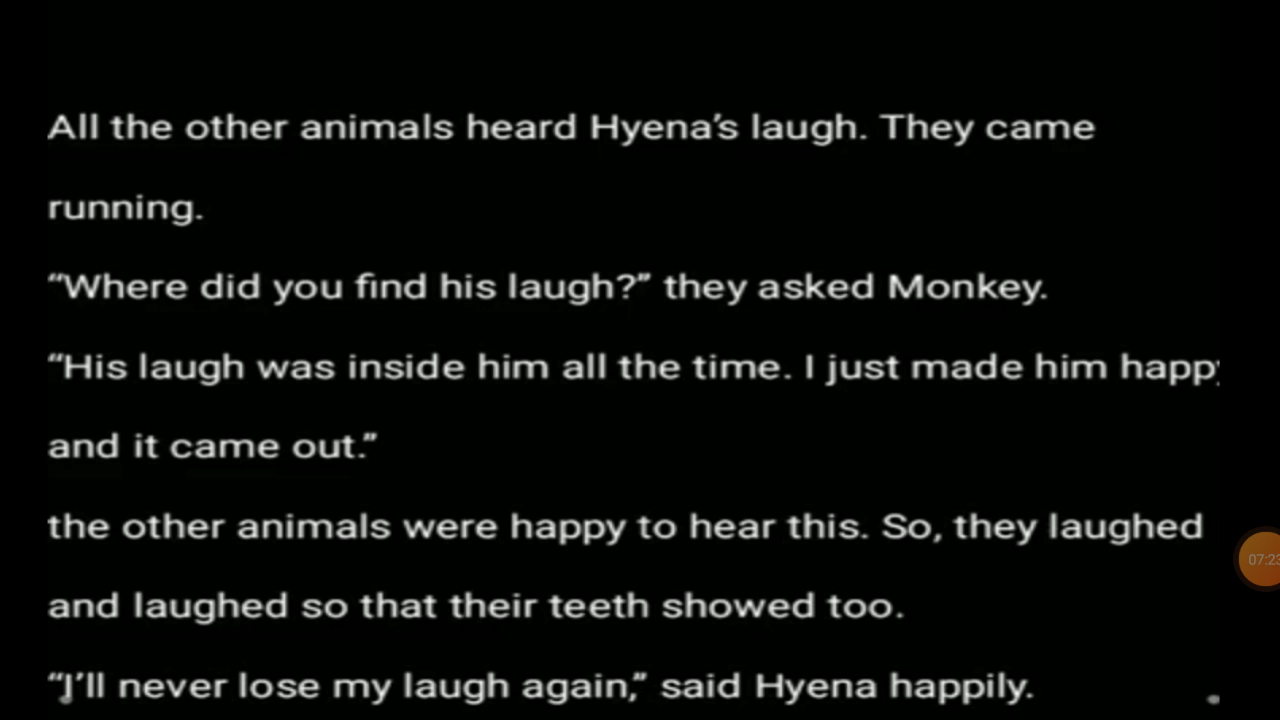 All the other animals heard Hyena’s laugh. They came
running.
“Where did you find his laugh?” they asked Monkey.
“His laugh was inside him all the time. I just made him happy
and it came out.”
the other animals were happy to hear this. So, they laughed
and laughed so that their teeth showed too.
07:23
“I’ll never lose my laugh again,” said Hyena happily.